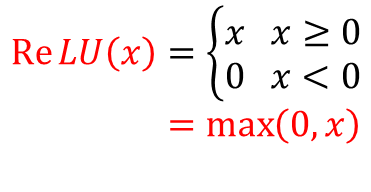 ReLU(x) = { x x ≥ 0
0 x < 0
= max(0, x)